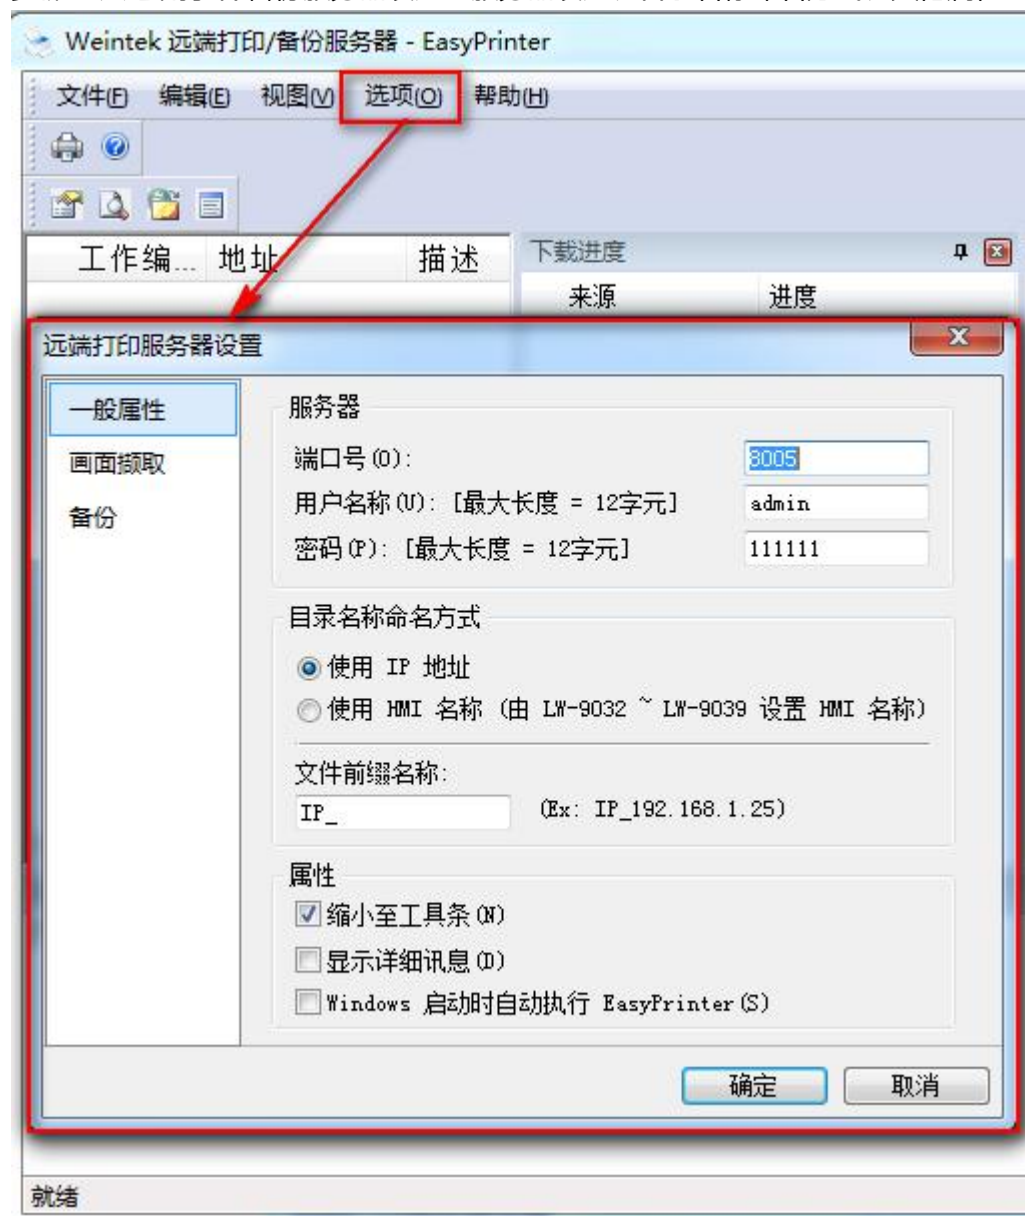 Weintek 远端打印/备份服务器 - EasyPrinter
文件(F) 编辑(E) 视图(V) 选项(O) 帮助(H)
工作编... 地址 描述
下载进度
来源 进度
远端打印服务器设置
一般属性
画面撷取
备份
服务器
端口号(O): 8005
用户名称(U): [最大长度 = 12字元] admin
密码(P): [最大长度 = 12字元] 111111
目录名称命名方式
使用 IP 地址
使用 HMI 名称 (由 LW-9032 ~ LW-9039 设置 HMI 名称)
文件前缀名称:
IP_ (Ex: IP_192.168.1.25)
属性
缩小至工具条(N)
显示详细讯息(D)
Windows 启动时自动执行 EasyPrinter(S)
确定 取消
就绪